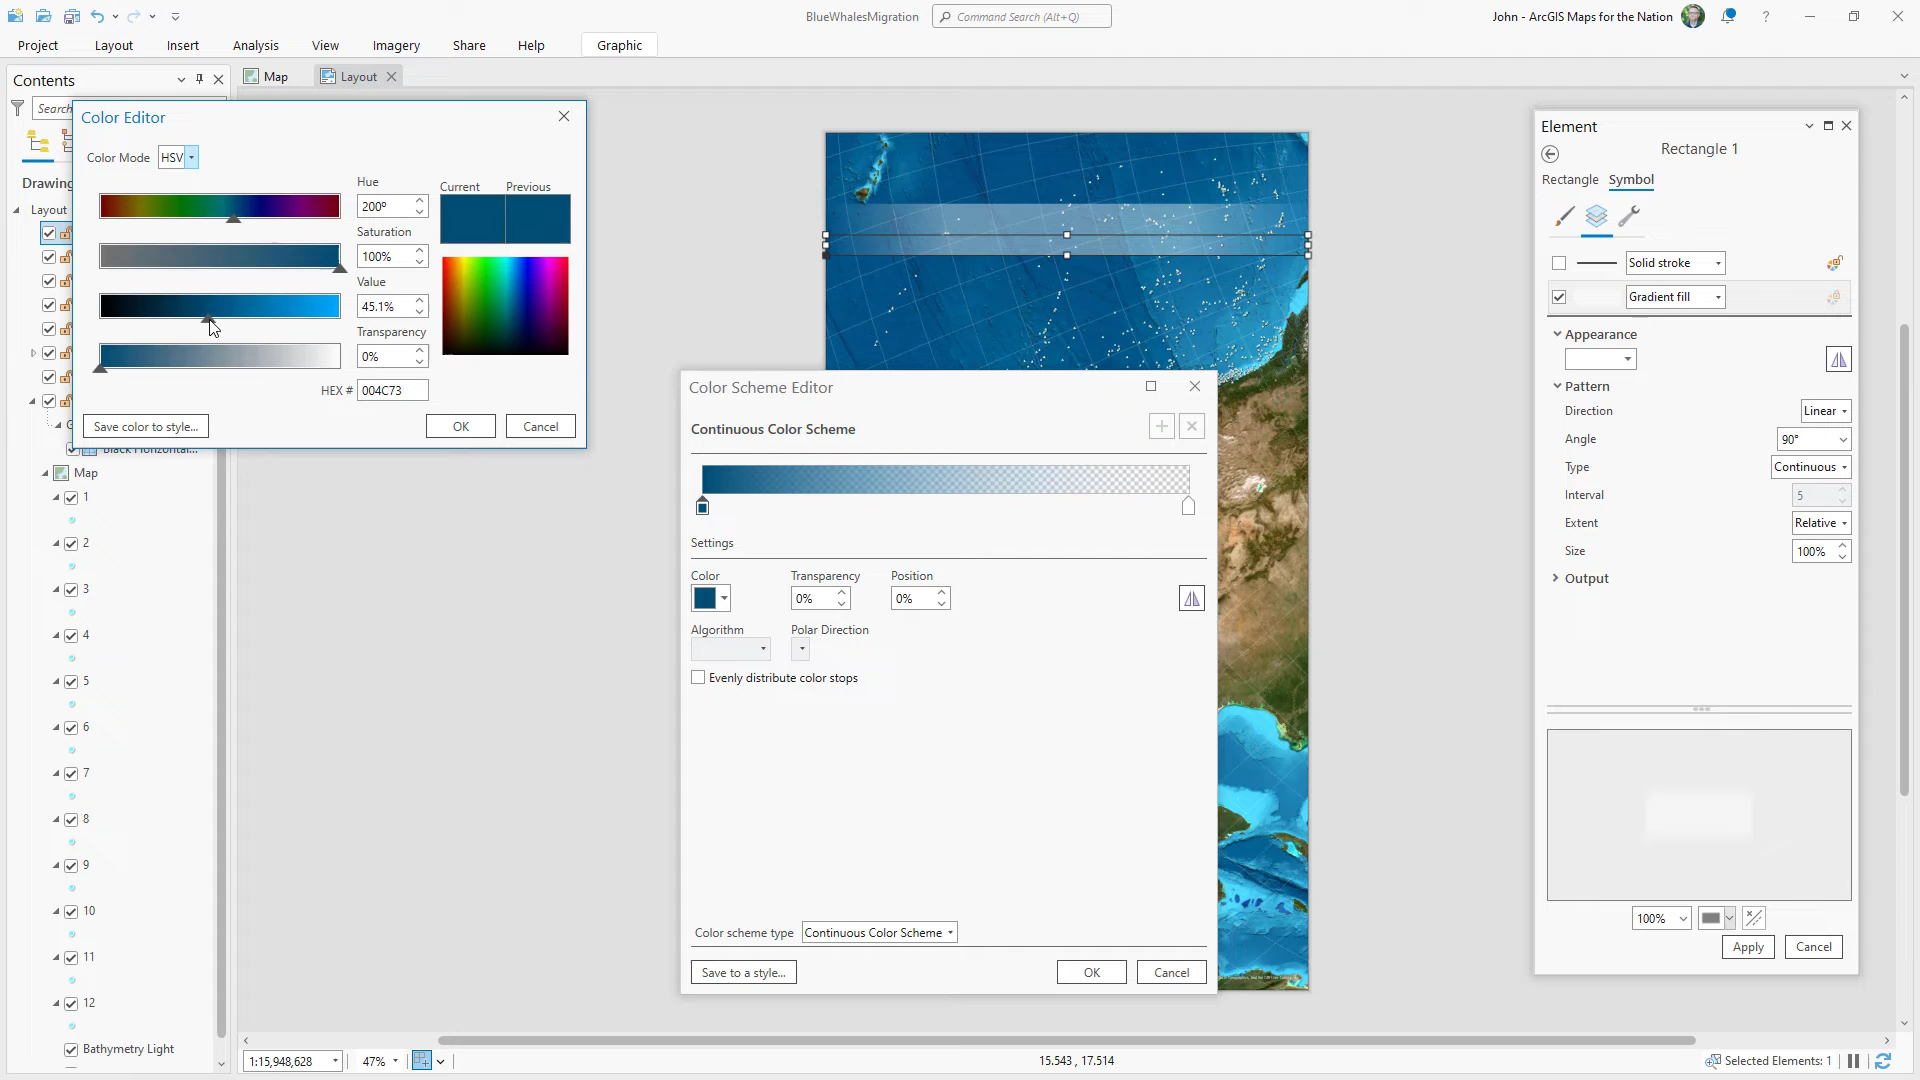 BlueWhalesMigration
Command Search (Alt+Q)
John - ArcGIS Maps for the Nation
?
Project
Layout
Insert
Analysis
View
Imagery
Share
Help
Graphic
Contents
Map
Layout
Search
Drawing
Layout
Color Editor
Color Mode
HSV
Hue
200º
Saturation
100%
Value
45.1%
Transparency
0%
Current
Previous
HEX #
004C73
Save color to style...
OK
Cancel
Black Horizontal...
Map
1
2
3
4
5
6
7
8
9
10
11
12
Bathymetry Light
Color Scheme Editor
Continuous Color Scheme
Settings
Color
Transparency
Position
0%
0%
Algorithm
Polar Direction
Evenly distribute color stops
Color scheme type
Continuous Color Scheme
Save to a style...
OK
Cancel
Element
Rectangle 1
Rectangle
Symbol
Solid stroke
Gradient fill
Appearance
Pattern
Direction
Linear
Angle
90°
Type
Continuous
Interval
5
Extent
Relative
Size
100%
Output
100%
Apply
Cancel
1:15,948,628
47%
15.543 , 17.514
Selected Elements: 1